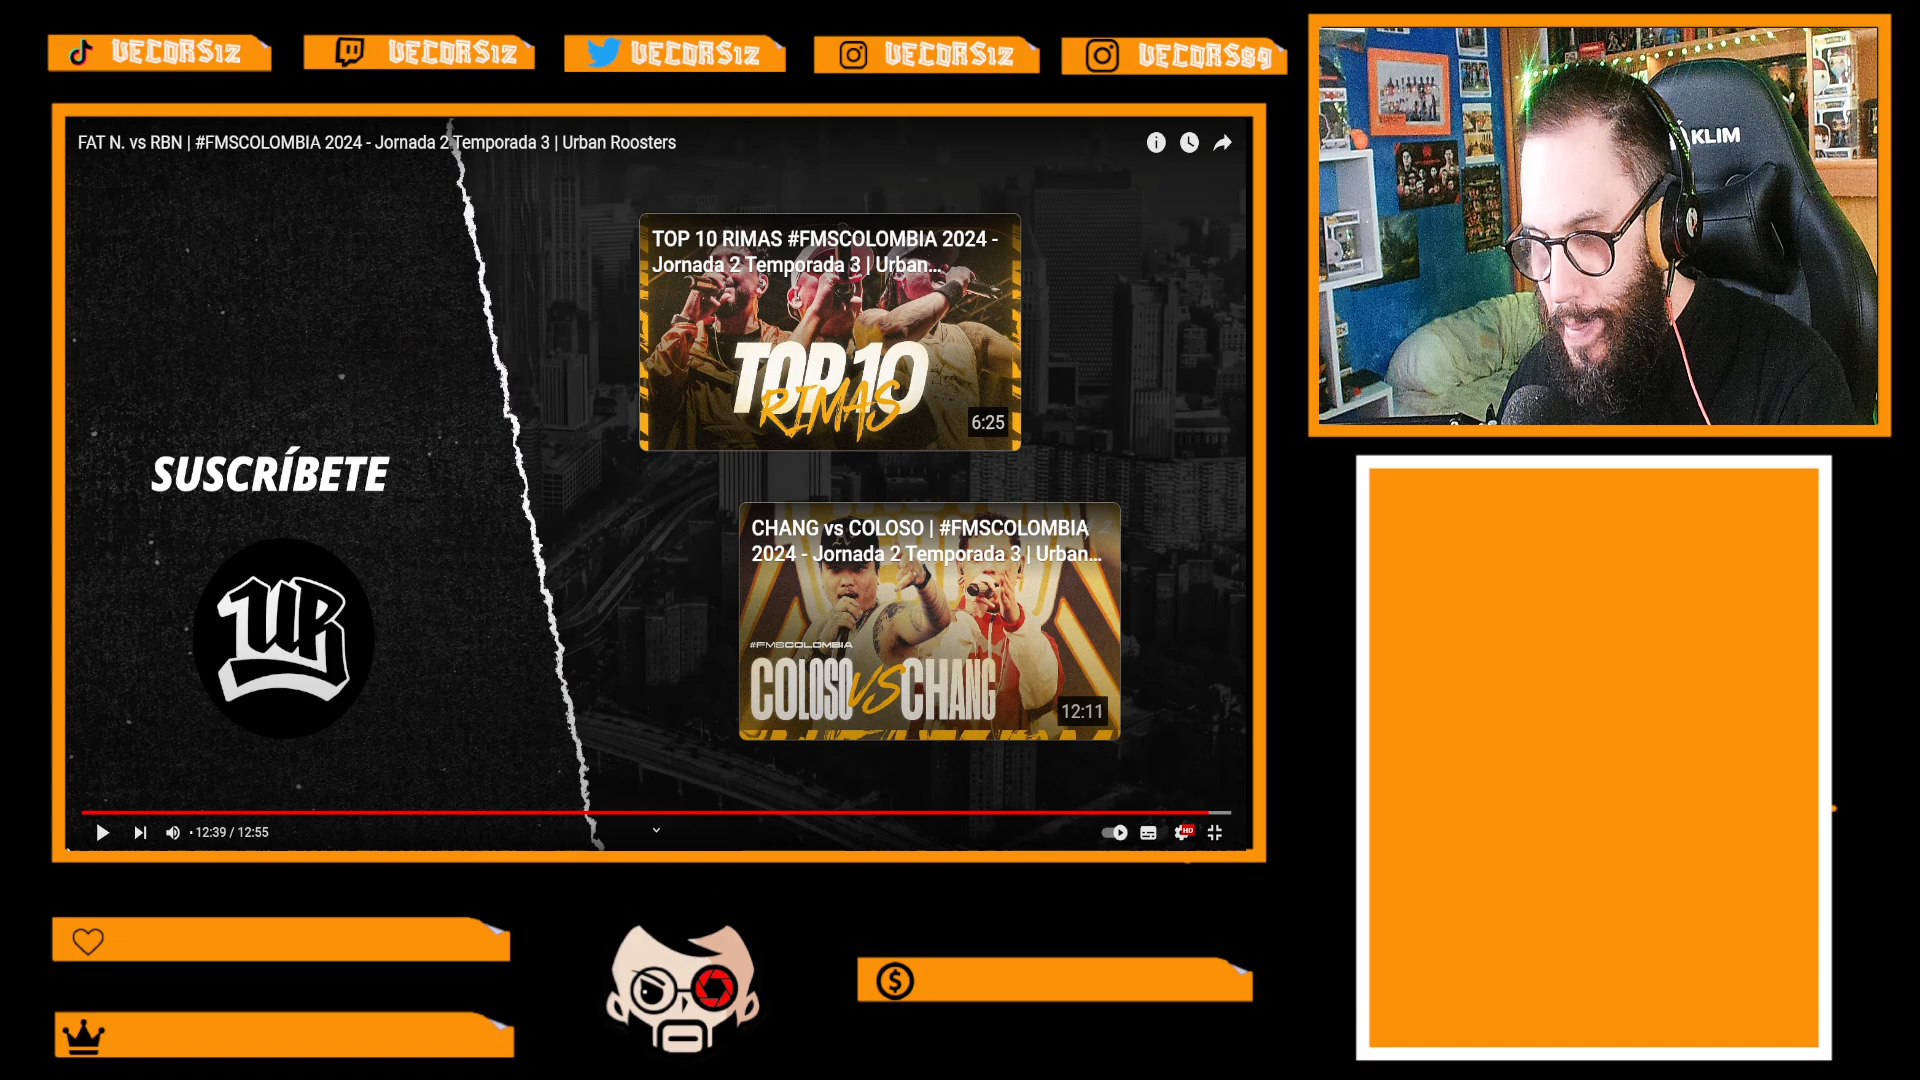 VECORS1Z
VECORS1Z
VECORS1Z
VECORS1Z
VECORS89
FAT N. vs RBN | #FMSCOLOMBIA 2024 - Jornada 2 Temporada 3 | Urban Roosters
KLIM
TOP 10 RIMAS #FMSCOLOMBIA 2024 -
Jornada 2 Temporada 3 | Urban...
TOP 10
RIMAS
6:25
SUSCRÍBETE
UR
CHANG vs COLOSO | #FMSCOLOMBIA
2024 - Jornada 2 Temporada 3 | Urban...
#FMSCOLOMBIA
COLOSO VS CHANG
12:11
• 12:39 / 12:55
HD